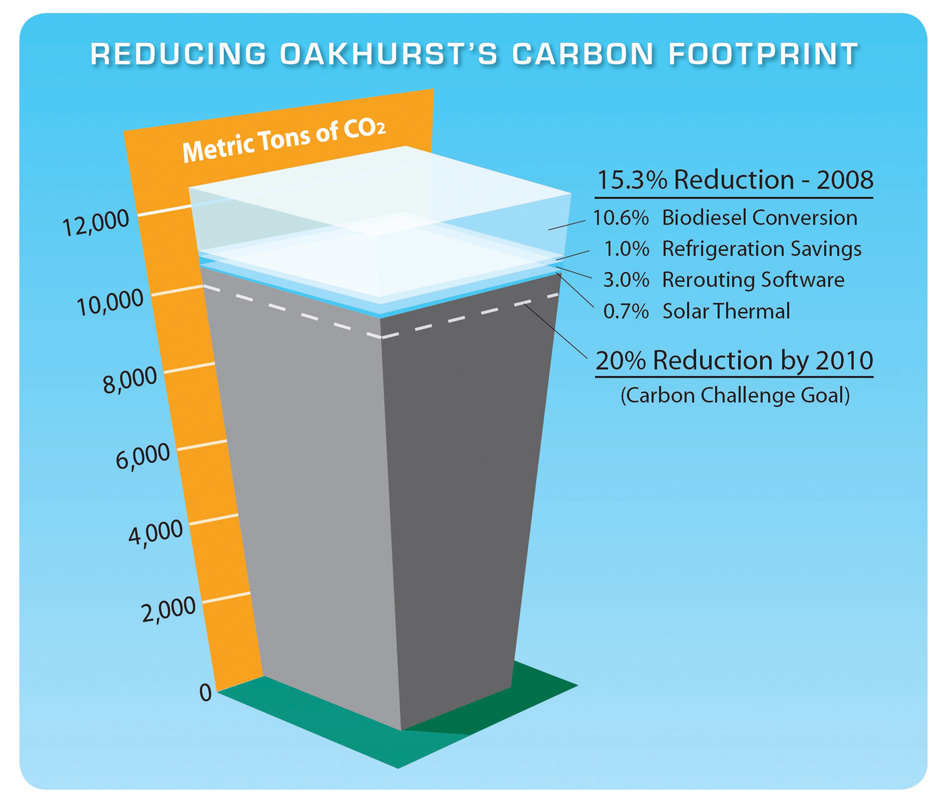 REDUCING OAKHURST'S CARBON FOOTPRINT
Metric Tons of CO₂
12,000
10,000
8,000
6,000
4,000
2,000
0
15.3% Reduction - 2008
10.6% Biodiesel Conversion
1.0% Refrigeration Savings
3.0% Rerouting Software
0.7% Solar Thermal
20% Reduction by 2010
(Carbon Challenge Goal)